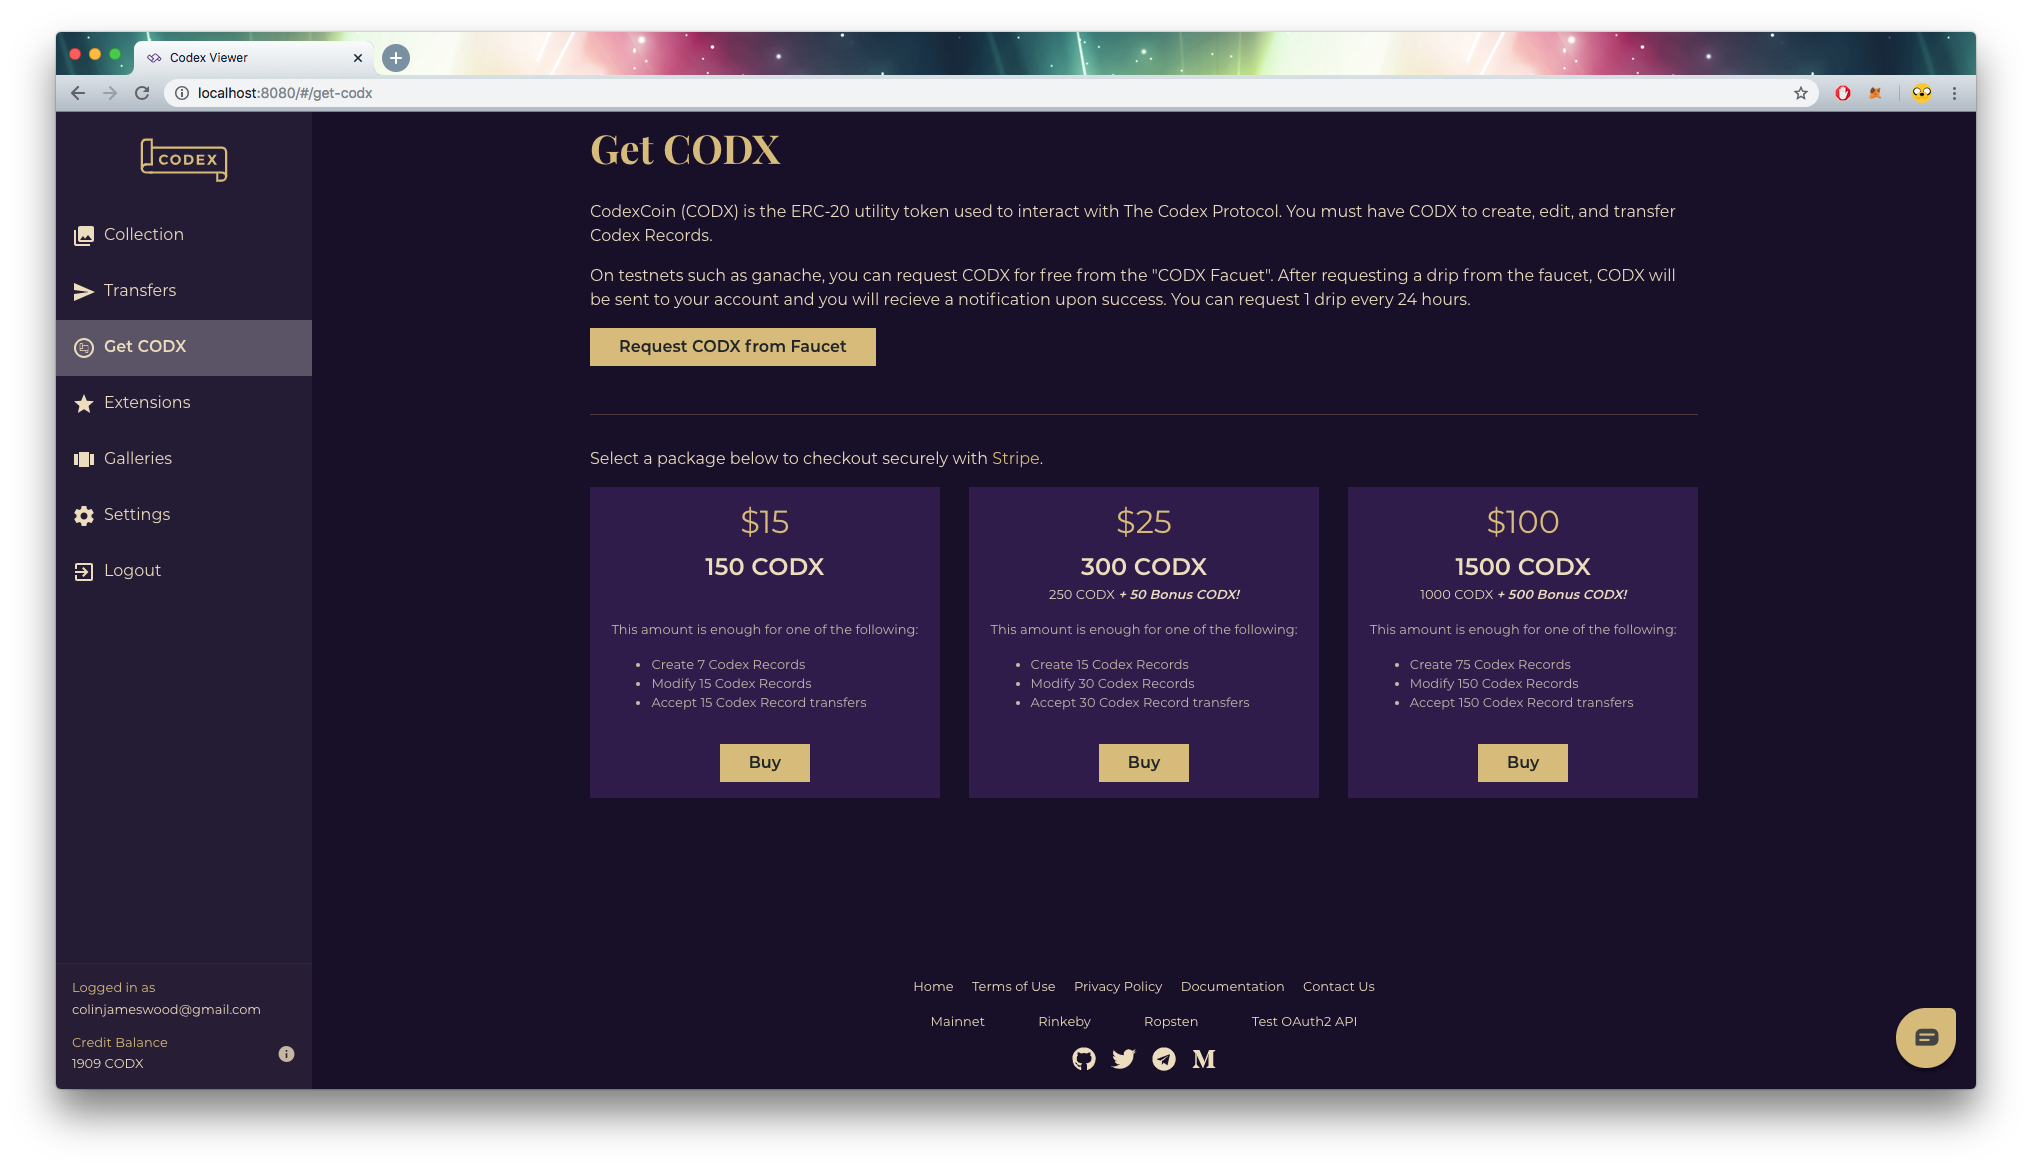 Codex Viewer
localhost:8080/#/get-codx
CODEX
Collection
Transfers
Get CODX
Extensions
Galleries
Settings
Logout
Logged in as
colinjameswood@gmail.com
Credit Balance
1909 CODX
Get CODX
CodexCoin (CODX) is the ERC-20 utility token used to interact with The Codex Protocol. You must have CODX to create, edit, and transfer
Codex Records.
On testnets such as ganache, you can request CODX for free from the "CODX Facuet". After requesting a drip from the faucet, CODX will
be sent to your account and you will recieve a notification upon success. You can request 1 drip every 24 hours.
Request CODX from Faucet
Select a package below to checkout securely with Stripe.
$15
150 CODX
This amount is enough for one of the following:
• Create 7 Codex Records
• Modify 15 Codex Records
• Accept 15 Codex Record transfers
Buy
$25
300 CODX
250 CODX + 50 Bonus CODX!
This amount is enough for one of the following:
• Create 15 Codex Records
• Modify 30 Codex Records
• Accept 30 Codex Record transfers
Buy
$100
1500 CODX
1000 CODX + 500 Bonus CODX!
This amount is enough for one of the following:
• Create 75 Codex Records
• Modify 150 Codex Records
• Accept 150 Codex Record transfers
Buy
Home Terms of Use Privacy Policy Documentation Contact Us
Mainnet Rinkeby Ropsten Test OAuth2 API
M